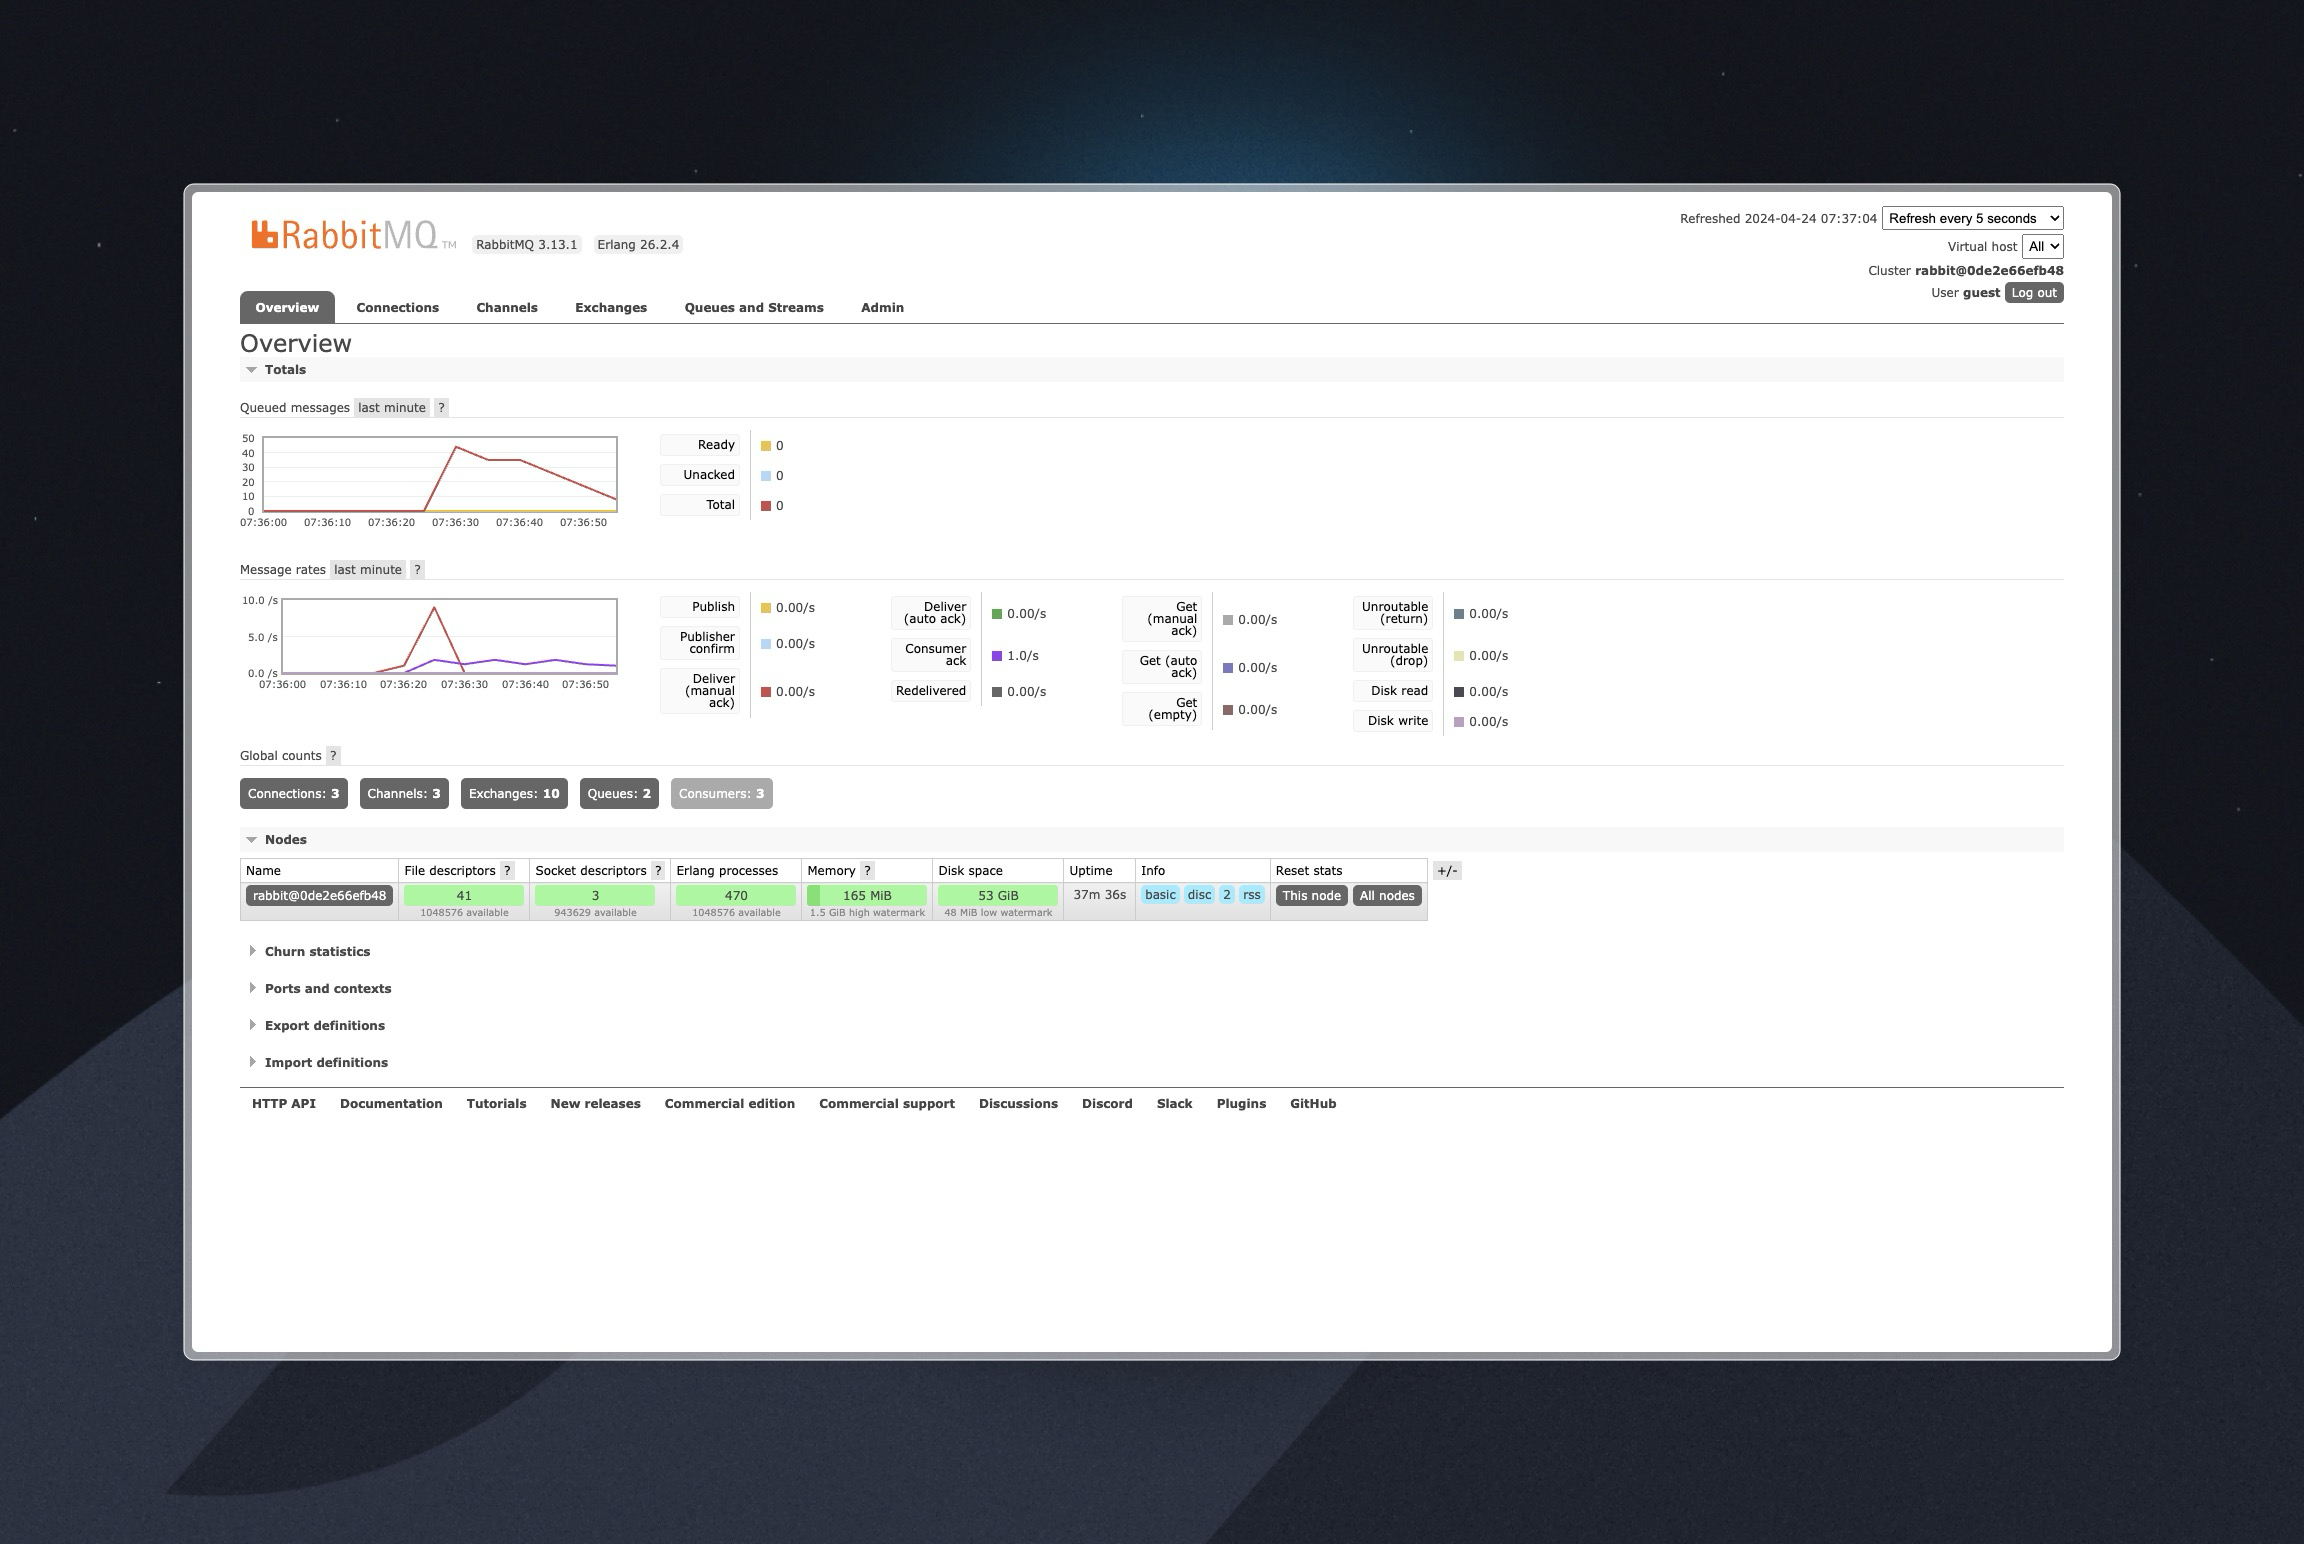 RabbitMQ TM RabbitMQ 3.13.1 Erlang 26.2.4
Refreshed 2024-04-24 07:37:04 Refresh every 5 seconds
Virtual host All
Cluster rabbit@0de2e66efb48
User guest Log out
Overview Connections Channels Exchanges Queues and Streams Admin
Overview
Totals
Queued messages last minute ?
50
40
30
20
10
0
07:36:00 07:36:10 07:36:20 07:36:30 07:36:40 07:36:50
Ready 0
Unacked 0
Total 0
Message rates last minute ?
10.0 /s
5.0 /s
0.0 /s
07:36:00 07:36:10 07:36:20 07:36:30 07:36:40 07:36:50
Publish 0.00/s
Publisher
confirm 0.00/s
Deliver
(manual
ack) 0.00/s
Deliver
(auto ack) 0.00/s
Consumer
ack 1.0/s
Redelivered 0.00/s
Get
(manual
ack) 0.00/s
Get (auto
ack) 0.00/s
Get
(empty) 0.00/s
Unroutable
(return) 0.00/s
Unroutable
(drop) 0.00/s
Disk read 0.00/s
Disk write 0.00/s
Global counts ?
Connections: 3 Channels: 3 Exchanges: 10 Queues: 2 Consumers: 3
Nodes
Name File descriptors ? Socket descriptors ? Erlang processes Memory ? Disk space Uptime Info Reset stats +/-
rabbit@0de2e66efb48 41 3 470 165 MiB 53 GiB 37m 36s basic disc 2 rss This node All nodes
1048576 available 943629 available 1048576 available 1.5 GiB high watermark 48 MiB low watermark
Churn statistics
Ports and contexts
Export definitions
Import definitions
HTTP API Documentation Tutorials New releases Commercial edition Commercial support Discussions Discord Slack Plugins GitHub